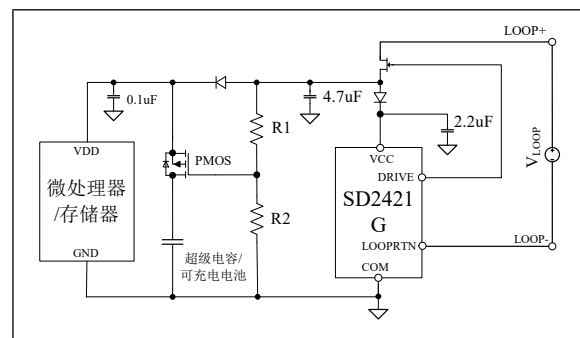 LOOP+
0.1uF
4.7uF
2.2uF
R1
VDD
PMOS
VCC
VLOOP
微处理器
/存储器
DRIVE
SD2421
G
R2
GND
超级电容/
可充电电池
LOOPRTN
LOOP-
COM